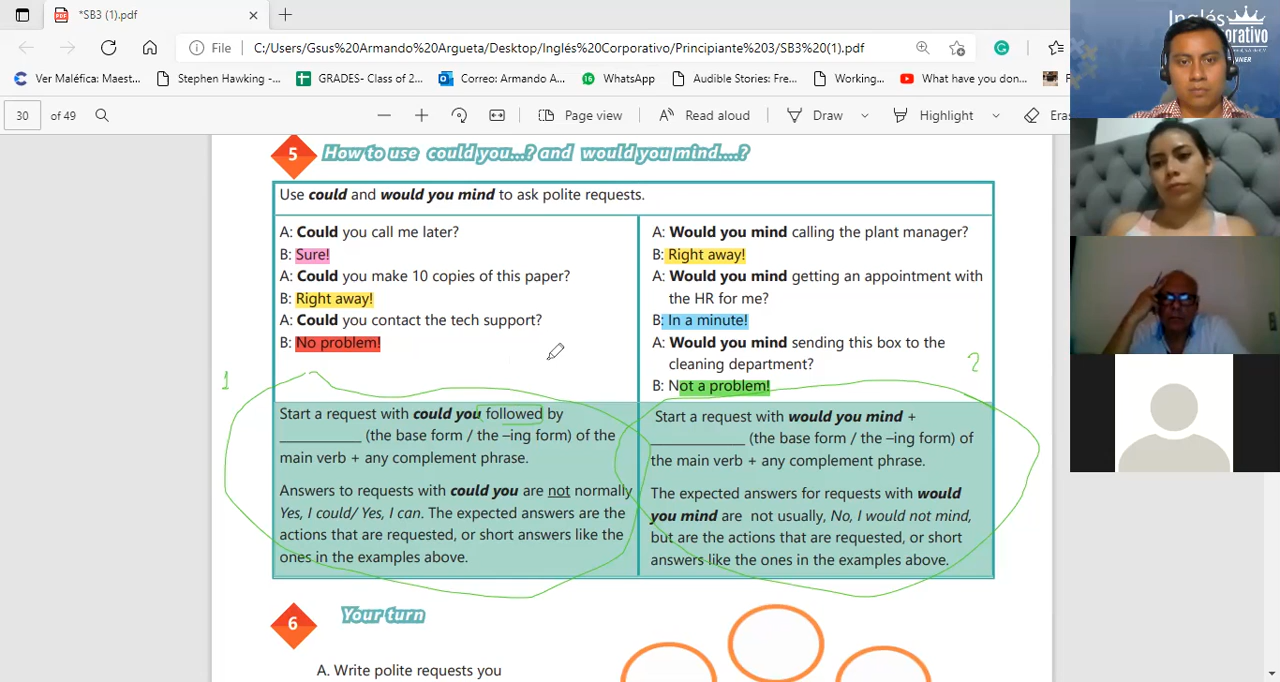 *SB3 (1).pdf
File
C:/Users/Gsus%20Armando%20Argueta/Desktop/Inglés%20Corporativo/Principiante%203/SB3%20(1).pdf
Ver Maléfica: Maest...
Stephen Hawking -...
GRADES- Class of 2...
Correo: Armando A...
16
WhatsApp
Audible Stories: Fre...
Working...
What have you don...
30
of 49
Page view
Read aloud
Draw
Highlight
Eras
Inglés
5
How to use could you...? and would you mind....?
Use could and would you mind to ask polite requests.
A: Could you call me later?
B: Sure!
A: Could you make 10 copies of this paper?
B: Right away!
A: Could you contact the tech support?
B: No problem!
A: Would you mind calling the plant manager?
B: Right away!
A: Would you mind getting an appointment with
the HR for me?
B: In a minute!
A: Would you mind sending this box to the
cleaning department?
B: Not a problem!
1
Start a request with could you followed by
__________ (the base form / the –ing form) of the
main verb + any complement phrase.
Answers to requests with could you are not normally
Yes, I could/ Yes, I can. The expected answers are the
actions that are requested, or short answers like the
ones in the examples above.
2
Start a request with would you mind +
___________ (the base form / the –ing form) of
the main verb + any complement phrase.
The expected answers for requests with would
you mind are not usually, No, I would not mind,
but are the actions that are requested, or short
answers like the ones in the examples above.
6
Your turn
A. Write polite requests you